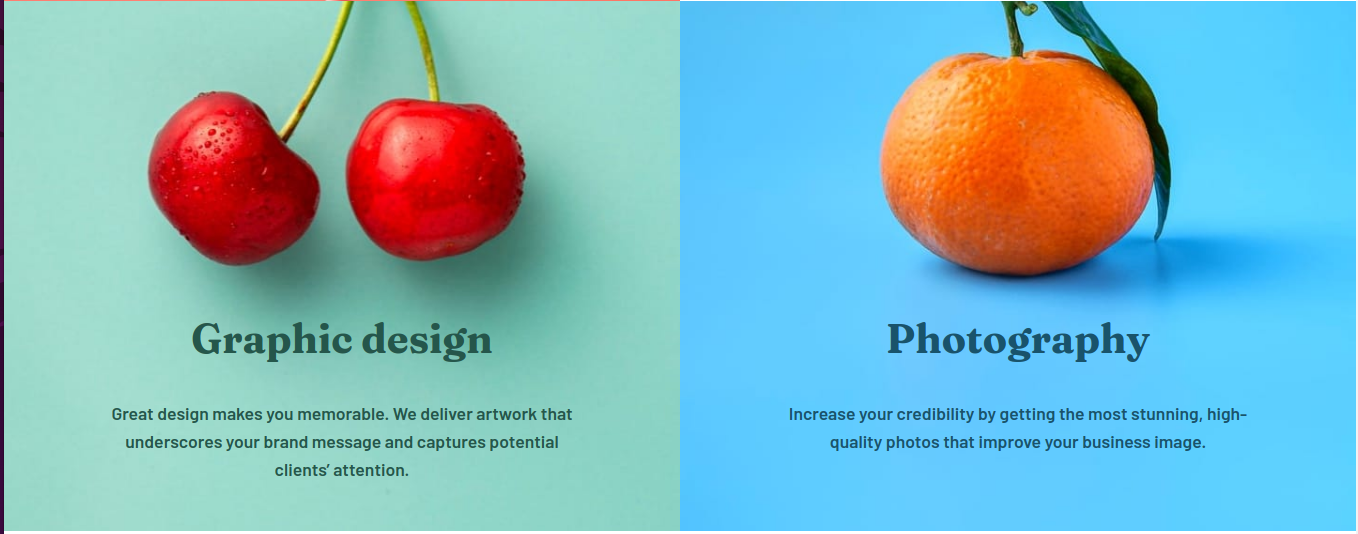 Graphic design
Great design makes you memorable. We deliver artwork that
underscores your brand message and captures potential
clients’ attention.
Photography
Increase your credibility by getting the most stunning, high-
quality photos that improve your business image.